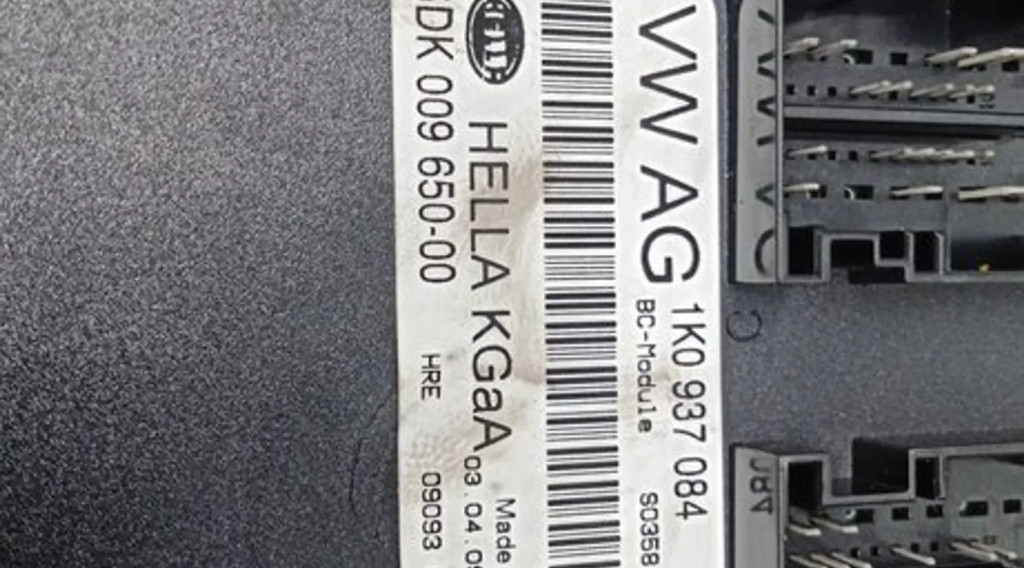 VW AG 1K0 937 084
BC-Module S0358
HELLA KGaA Made
03.04.09
DK 009 650-00 HRE 09093